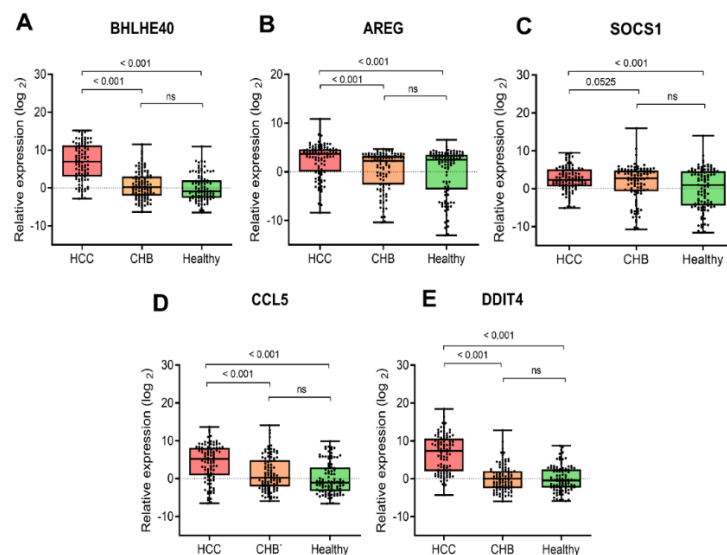 A BHLHE40
Relative expression (log 2)
30
20
10
0
-10
< 0.001
< 0.001
ns
HCC CHB Healthy
B AREG
Relative expression (log 2)
20
10
0
-10
< 0.001
< 0.001
ns
HCC CHB Healthy
C SOCS1
Relative expression (log 2)
30
20
10
0
-10
< 0.001
0.0525
ns
HCC CHB Healthy
D CCL5
Relative expression (log 2)
30
20
10
0
-10
< 0.001
< 0.001
ns
HCC CHB- Healthy
E DDIT4
Relative expression (log 2)
30
20
10
0
-10
< 0.001
< 0.001
ns
HCC CHB Healthy